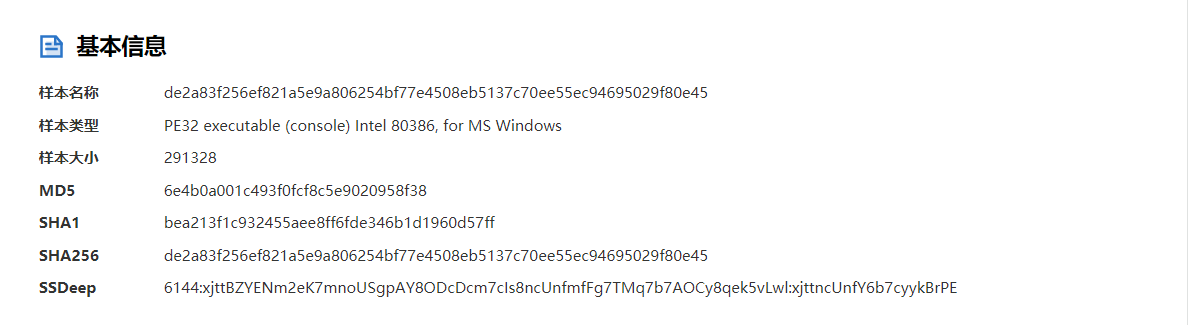 基本信息
样本名称 de2a83f256ef821a5e9a806254bf77e4508eb5137c70ee55ec94695029f80e45
样本类型 PE32 executable (console) Intel 80386, for MS Windows
样本大小 291328
MD5 6e4b0a001c493f0fcf8c5e9020958f38
SHA1 bea213f1c932455aee8ff6fde346b1d1960d57ff
SHA256 de2a83f256ef821a5e9a806254bf77e4508eb5137c70ee55ec94695029f80e45
SSDeep 6144:xjttBZYENm2eK7mnoUSgpAY8ODcDcm7cIs8ncUnfmfFg7TMq7b7AOCy8qek5vLwl:xjttncUnfY6b7cyykBrPE